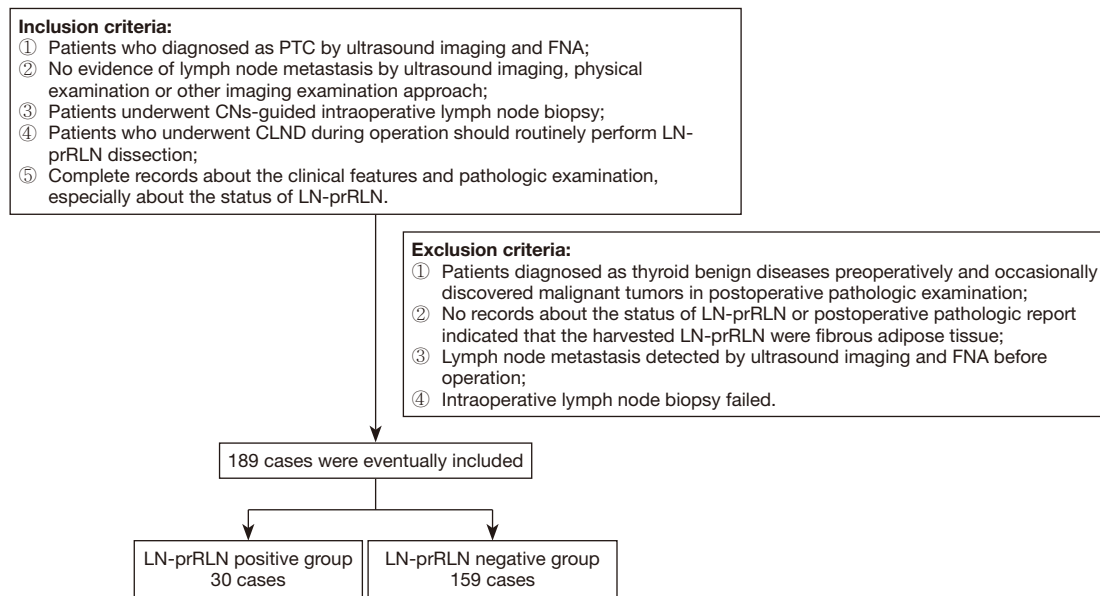 Inclusion criteria:
① Patients who diagnosed as PTC by ultrasound imaging and FNA;
② No evidence of lymph node metastasis by ultrasound imaging, physical
examination or other imaging examination approach;
③ Patients underwent CNs-guided intraoperative lymph node biopsy;
④ Patients who underwent CLND during operation should routinely perform LN-
prRLN dissection;
⑤ Complete records about the clinical features and pathologic examination,
especially about the status of LN-prRLN.
Exclusion criteria:
① Patients diagnosed as thyroid benign diseases preoperatively and occasionally
discovered malignant tumors in postoperative pathologic examination;
② No records about the status of LN-prRLN or postoperative pathologic report
indicated that the harvested LN-prRLN were fibrous adipose tissue;
③ Lymph node metastasis detected by ultrasound imaging and FNA before
operation;
④ Intraoperative lymph node biopsy failed.
189 cases were eventually included
LN-prRLN positive group
30 cases
LN-prRLN negative group
159 cases